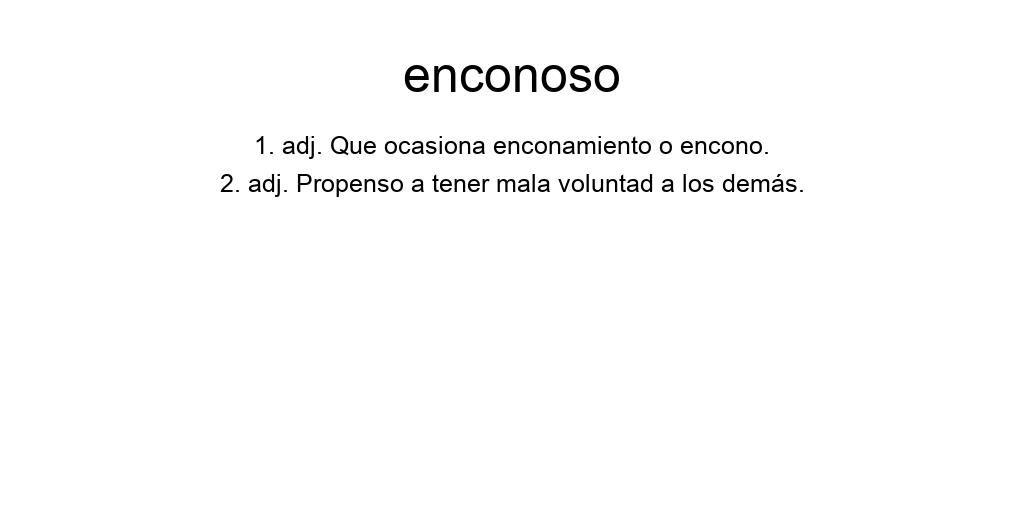 enconoso
1. adj. Que ocasiona enconamiento o encono.
2. adj. Propenso a tener mala voluntad a los demás.